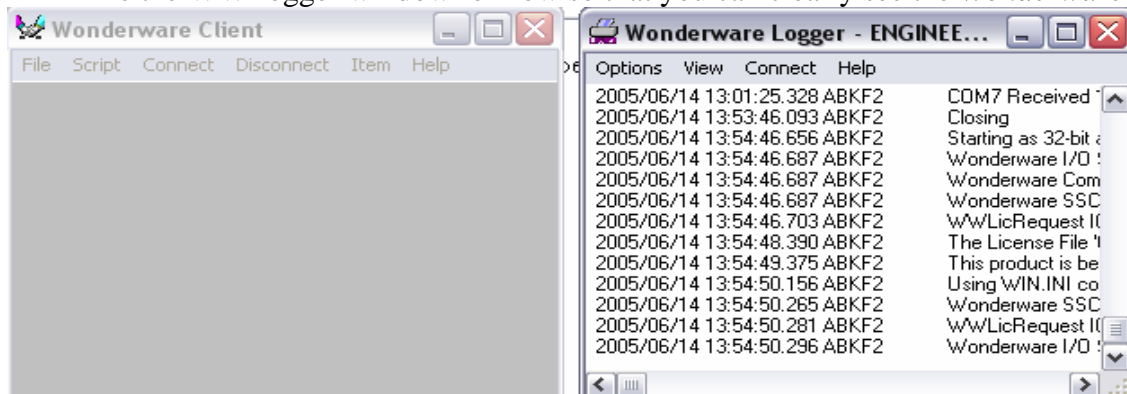 Wonderware Client
File Script Connect Disconnect Item Help
Wonderware Logger - ENGINEE...
Options View Connect Help
2005/06/14 13:01:25.328 ABKF2 COM7 Received
2005/06/14 13:53:46.093 ABKF2 Closing
2005/06/14 13:54:46.656 ABKF2 Starting as 32-bit
2005/06/14 13:54:46.687 ABKF2 Wonderware I/O
2005/06/14 13:54:46.687 ABKF2 Wonderware Com
2005/06/14 13:54:46.687 ABKF2 Wonderware SSC
2005/06/14 13:54:46.703 ABKF2 WWLicRequest
2005/06/14 13:54:48.390 ABKF2 The License File
2005/06/14 13:54:49.375 ABKF2 This product is be
2005/06/14 13:54:50.156 ABKF2 Using WIN.INI co
2005/06/14 13:54:50.265 ABKF2 Wonderware SSC
2005/06/14 13:54:50.281 ABKF2 WWLicRequest
2005/06/14 13:54:50.296 ABKF2 Wonderware I/O